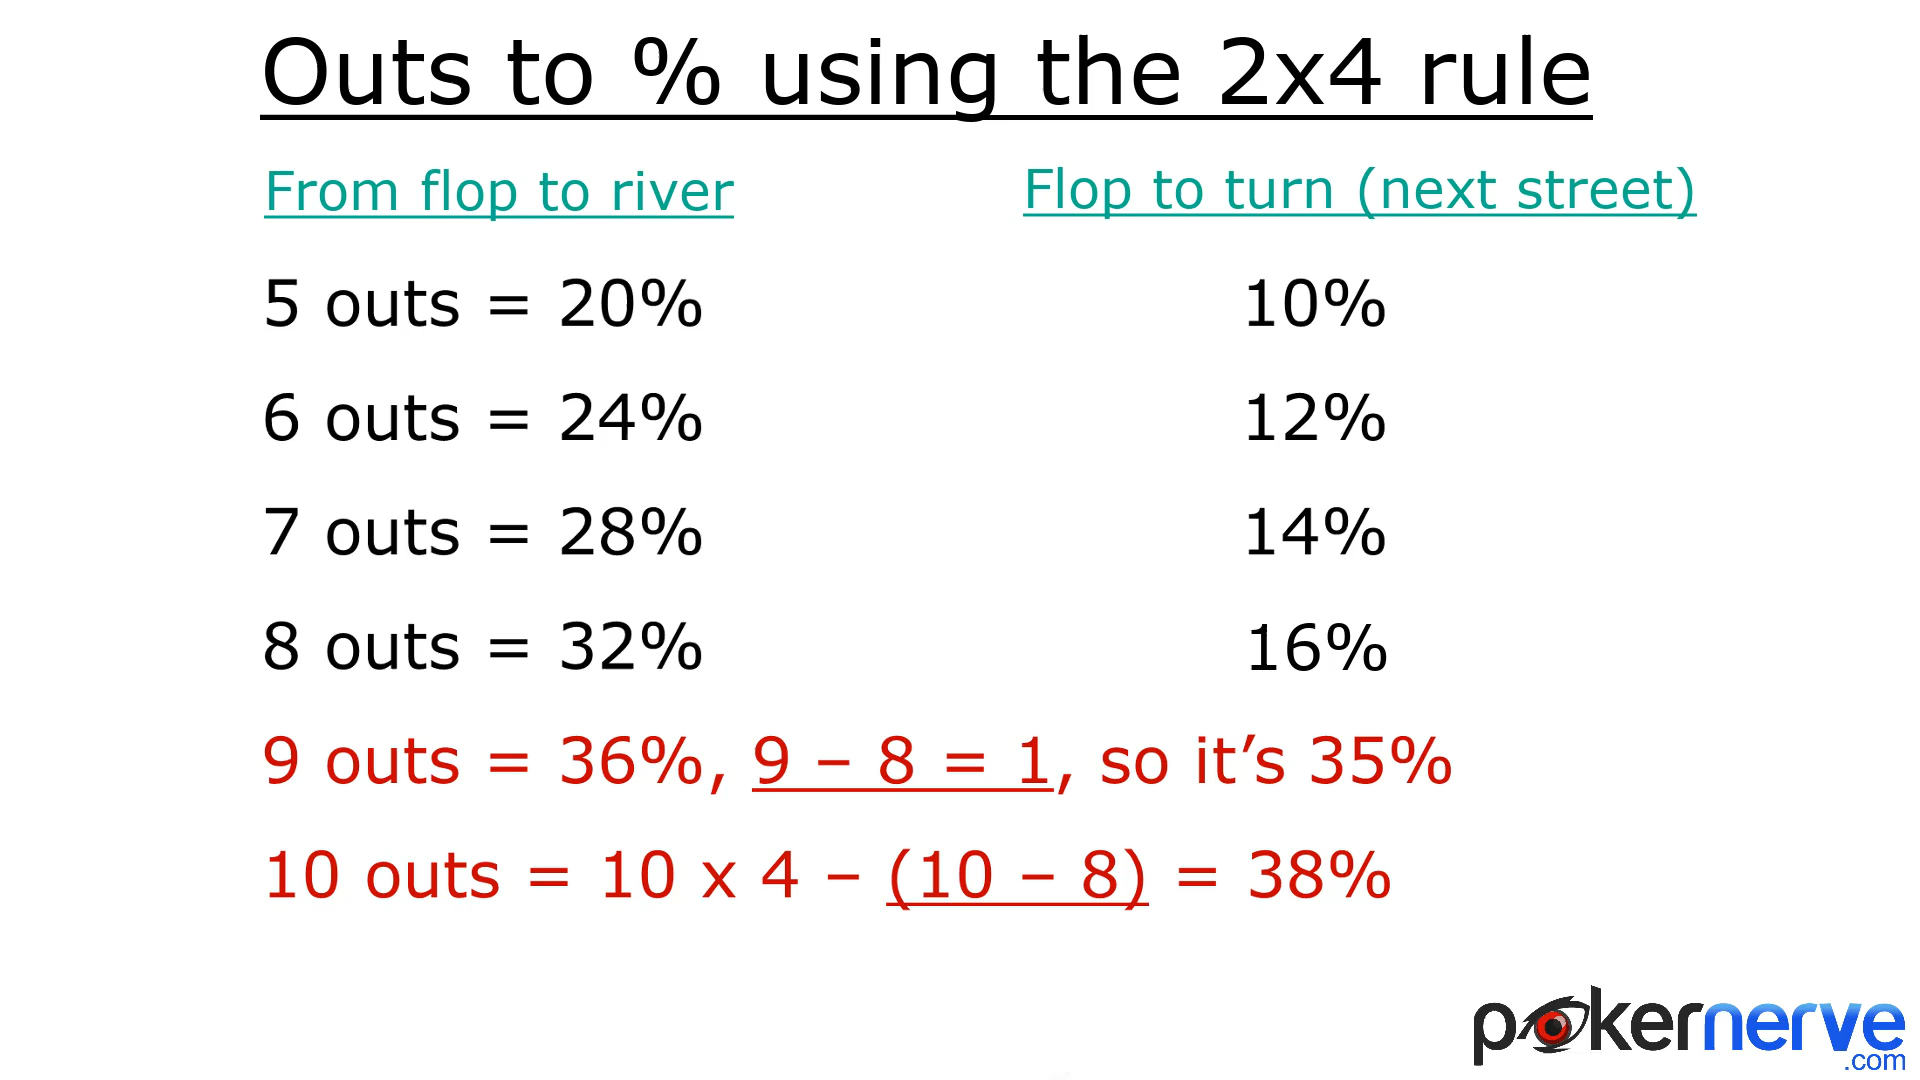 Outs to % using the 2x4 rule
From flop to river
Flop to turn (next street)
5 outs = 20%
10%
6 outs = 24%
12%
7 outs = 28%
14%
8 outs = 32%
16%
9 outs = 36%, 9 – 8 = 1, so it’s 35%
10 outs = 10 x 4 – (10 – 8) = 38%
pokernerve
.com